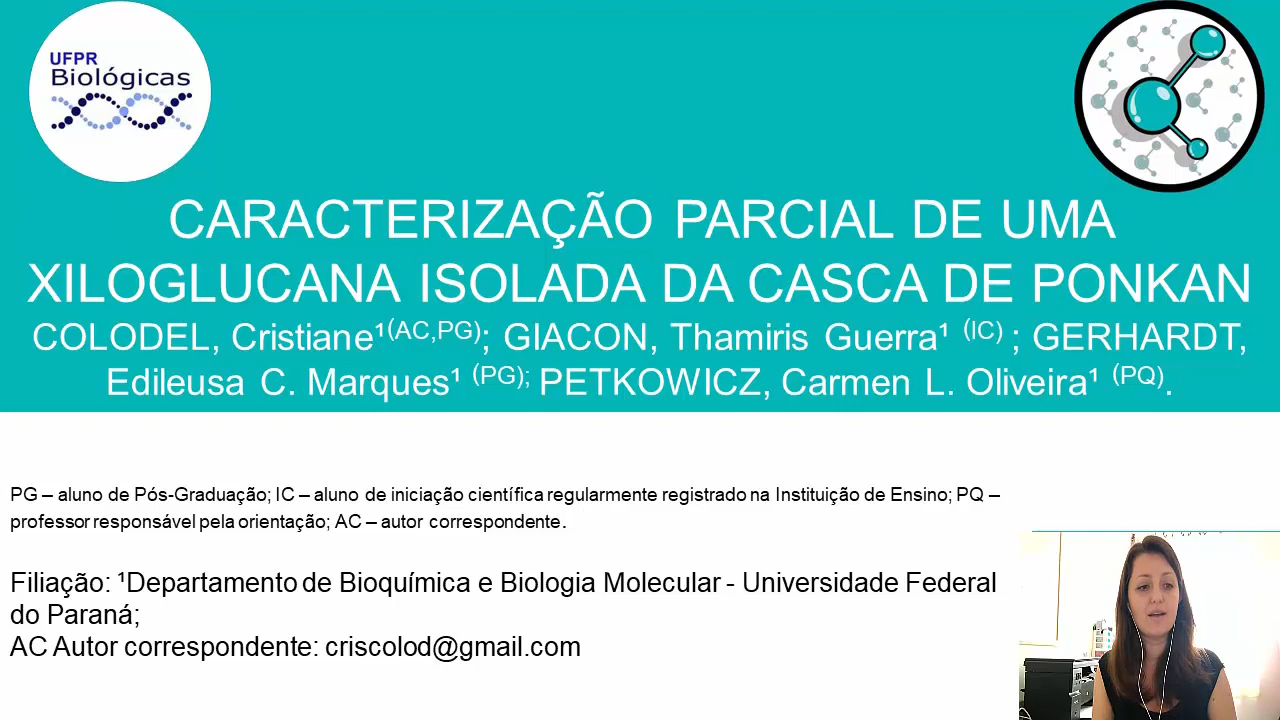 UFPR
Biológicas
CARACTERIZAÇÃO PARCIAL DE UMA
XILOGLUCANA ISOLADA DA CASCA DE PONKAN
COLODEL, Cristiane¹(AC,PG); GIACON, Thamiris Guerra¹ (IC) ; GERHARDT,
Edileusa C. Marques¹ (PG); PETKOWICZ, Carmen L. Oliveira¹ (PQ).
PG – aluno de Pós-Graduação; IC – aluno de iniciação científica regularmente registrado na Instituição de Ensino; PQ –
professor responsável pela orientação; AC – autor correspondente.
Filiação: ¹Departamento de Bioquímica e Biologia Molecular - Universidade Federal
do Paraná;
AC Autor correspondente: criscolod@gmail.com